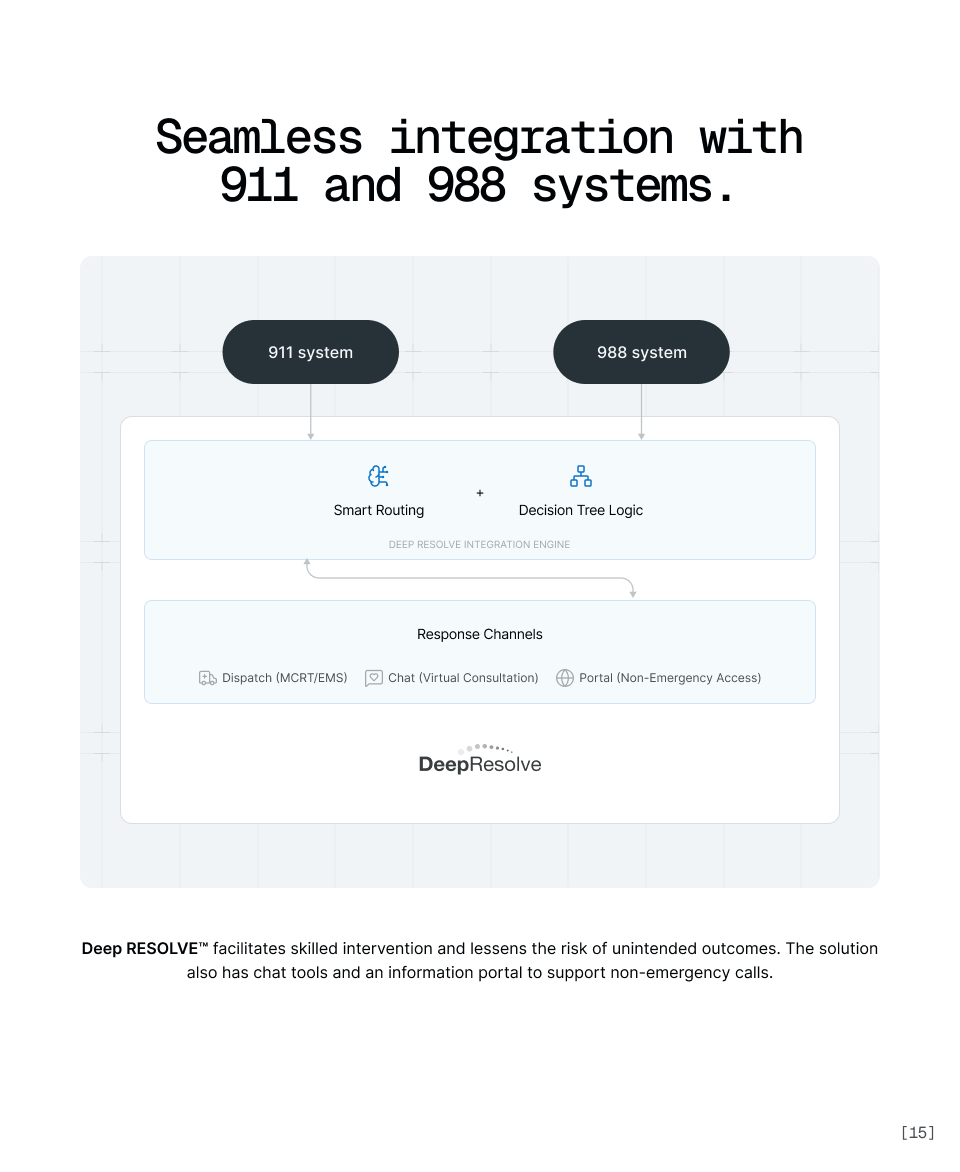 Seamless integration with
911 and 988 systems.
911 system
988 system
Smart Routing
+
Decision Tree Logic
DEEP RESOLVE INTEGRATION ENGINE
Response Channels
Dispatch (MCRT/EMS)
Chat (Virtual Consultation)
Portal (Non-Emergency Access)
DeepResolve
Deep RESOLVE™ facilitates skilled intervention and lessens the risk of unintended outcomes. The solution
also has chat tools and an information portal to support non-emergency calls.
[15]